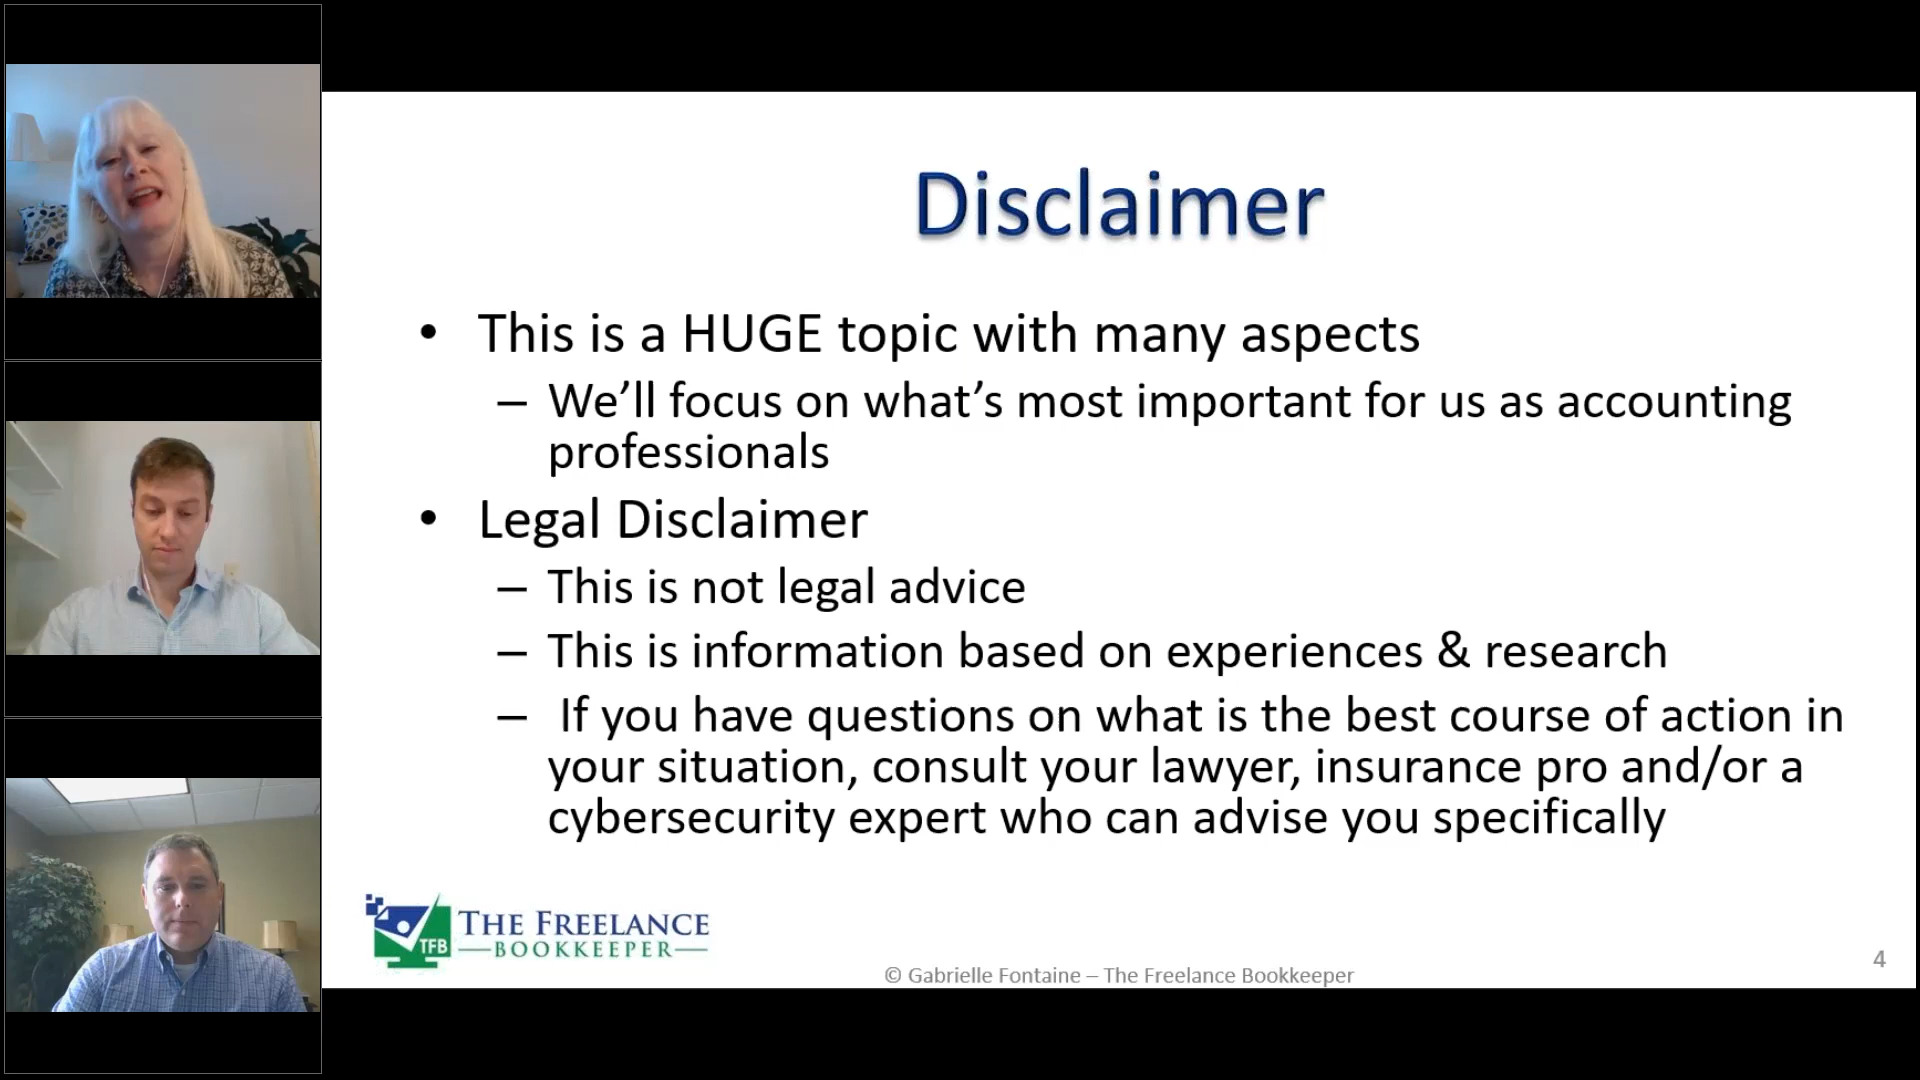 Disclaimer
• This is a HUGE topic with many aspects
– We’ll focus on what’s most important for us as accounting
professionals
• Legal Disclaimer
– This is not legal advice
– This is information based on experiences & research
– If you have questions on what is the best course of action in
your situation, consult your lawyer, insurance pro and/or a
cybersecurity expert who can advise you specifically
TFB
THE FREELANCE
BOOKKEEPER
© Gabrielle Fontaine – The Freelance Bookkeeper
4